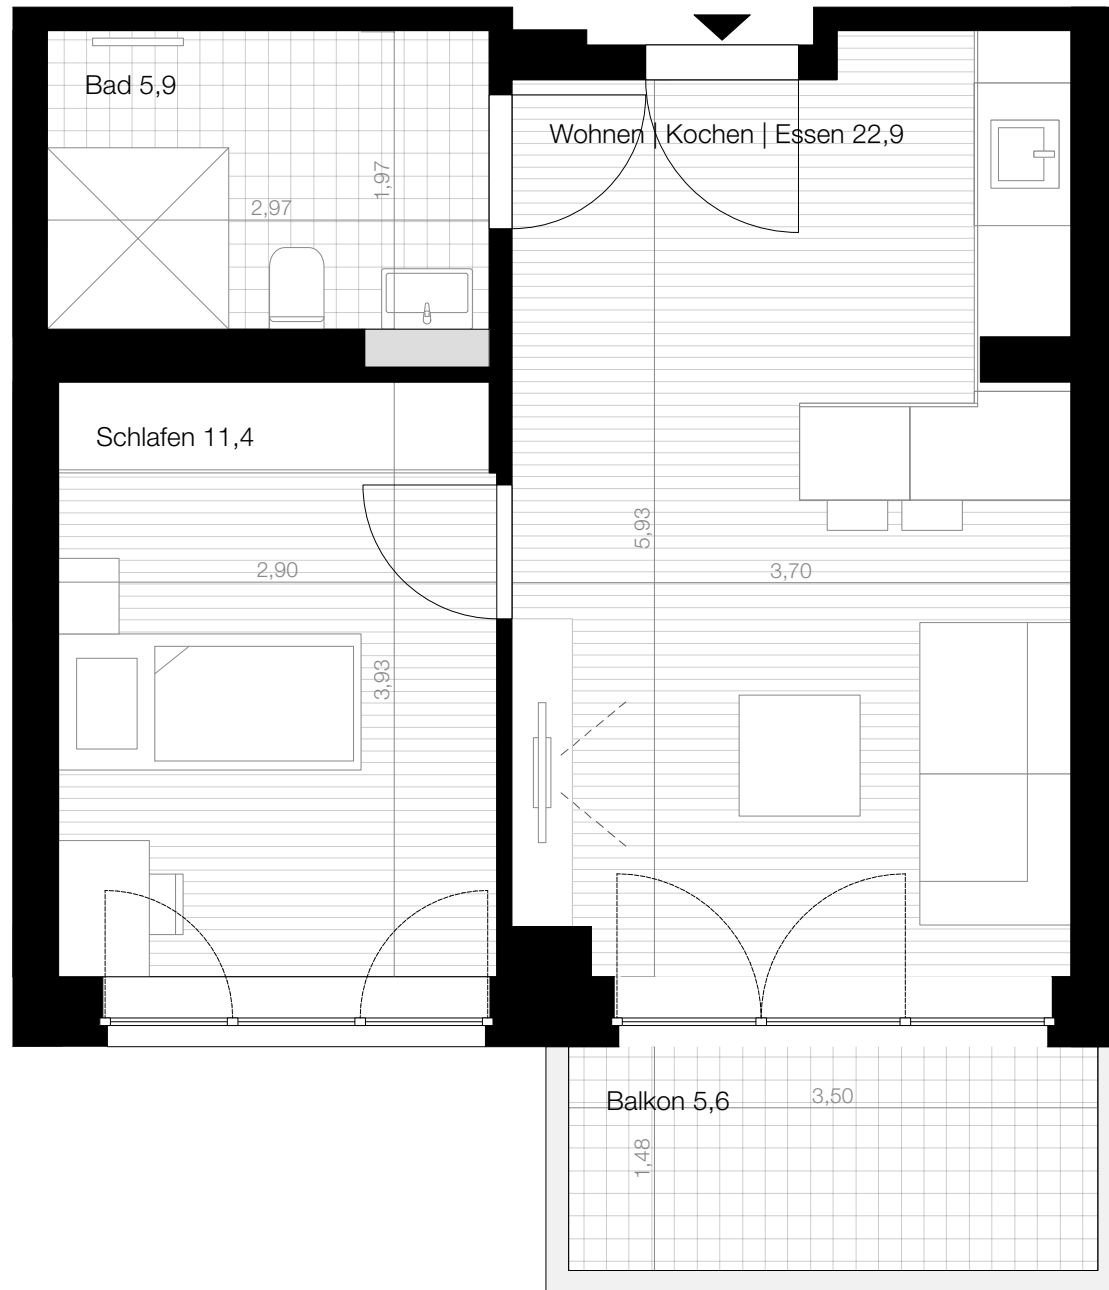 Bad 5,9
Wohnen | Kochen | Essen 22,9
1,97
2,97
Schlafen 11,4
5,93
2,90
3,70
3,93
Balkon 5,6
3,50
1,48